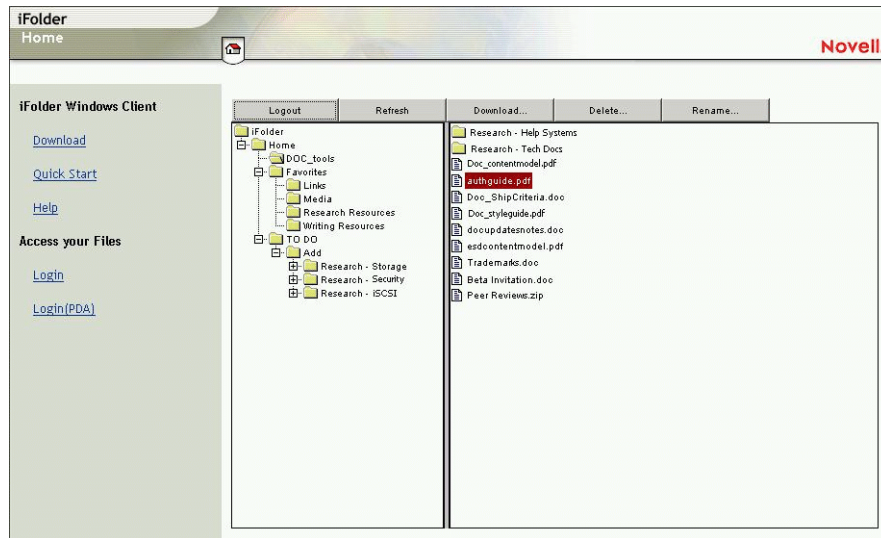 iFolder
Home
Novell
iFolder Windows Client
Download
Quick Start
Help
Access your Files
Login
Login(PDA)
Logout
Refresh
Download...
Delete...
Rename...
iFolder
Home
DOC_tools
Favorites
Links
Media
Research Resources
Writing Resources
TO DO
Add
Research - Storage
Research - Security
Research - iSCSI
Research - Help Systems
Research - Tech Docs
Doc_contentmodel.pdf
authguide.pdf
Doc_ShipCriteria.doc
Doc_styleguide.pdf
docupdatesnotes.doc
esdcontentmodel.pdf
Trademarks.doc
Beta Invitation.doc
Peer Reviews.zip